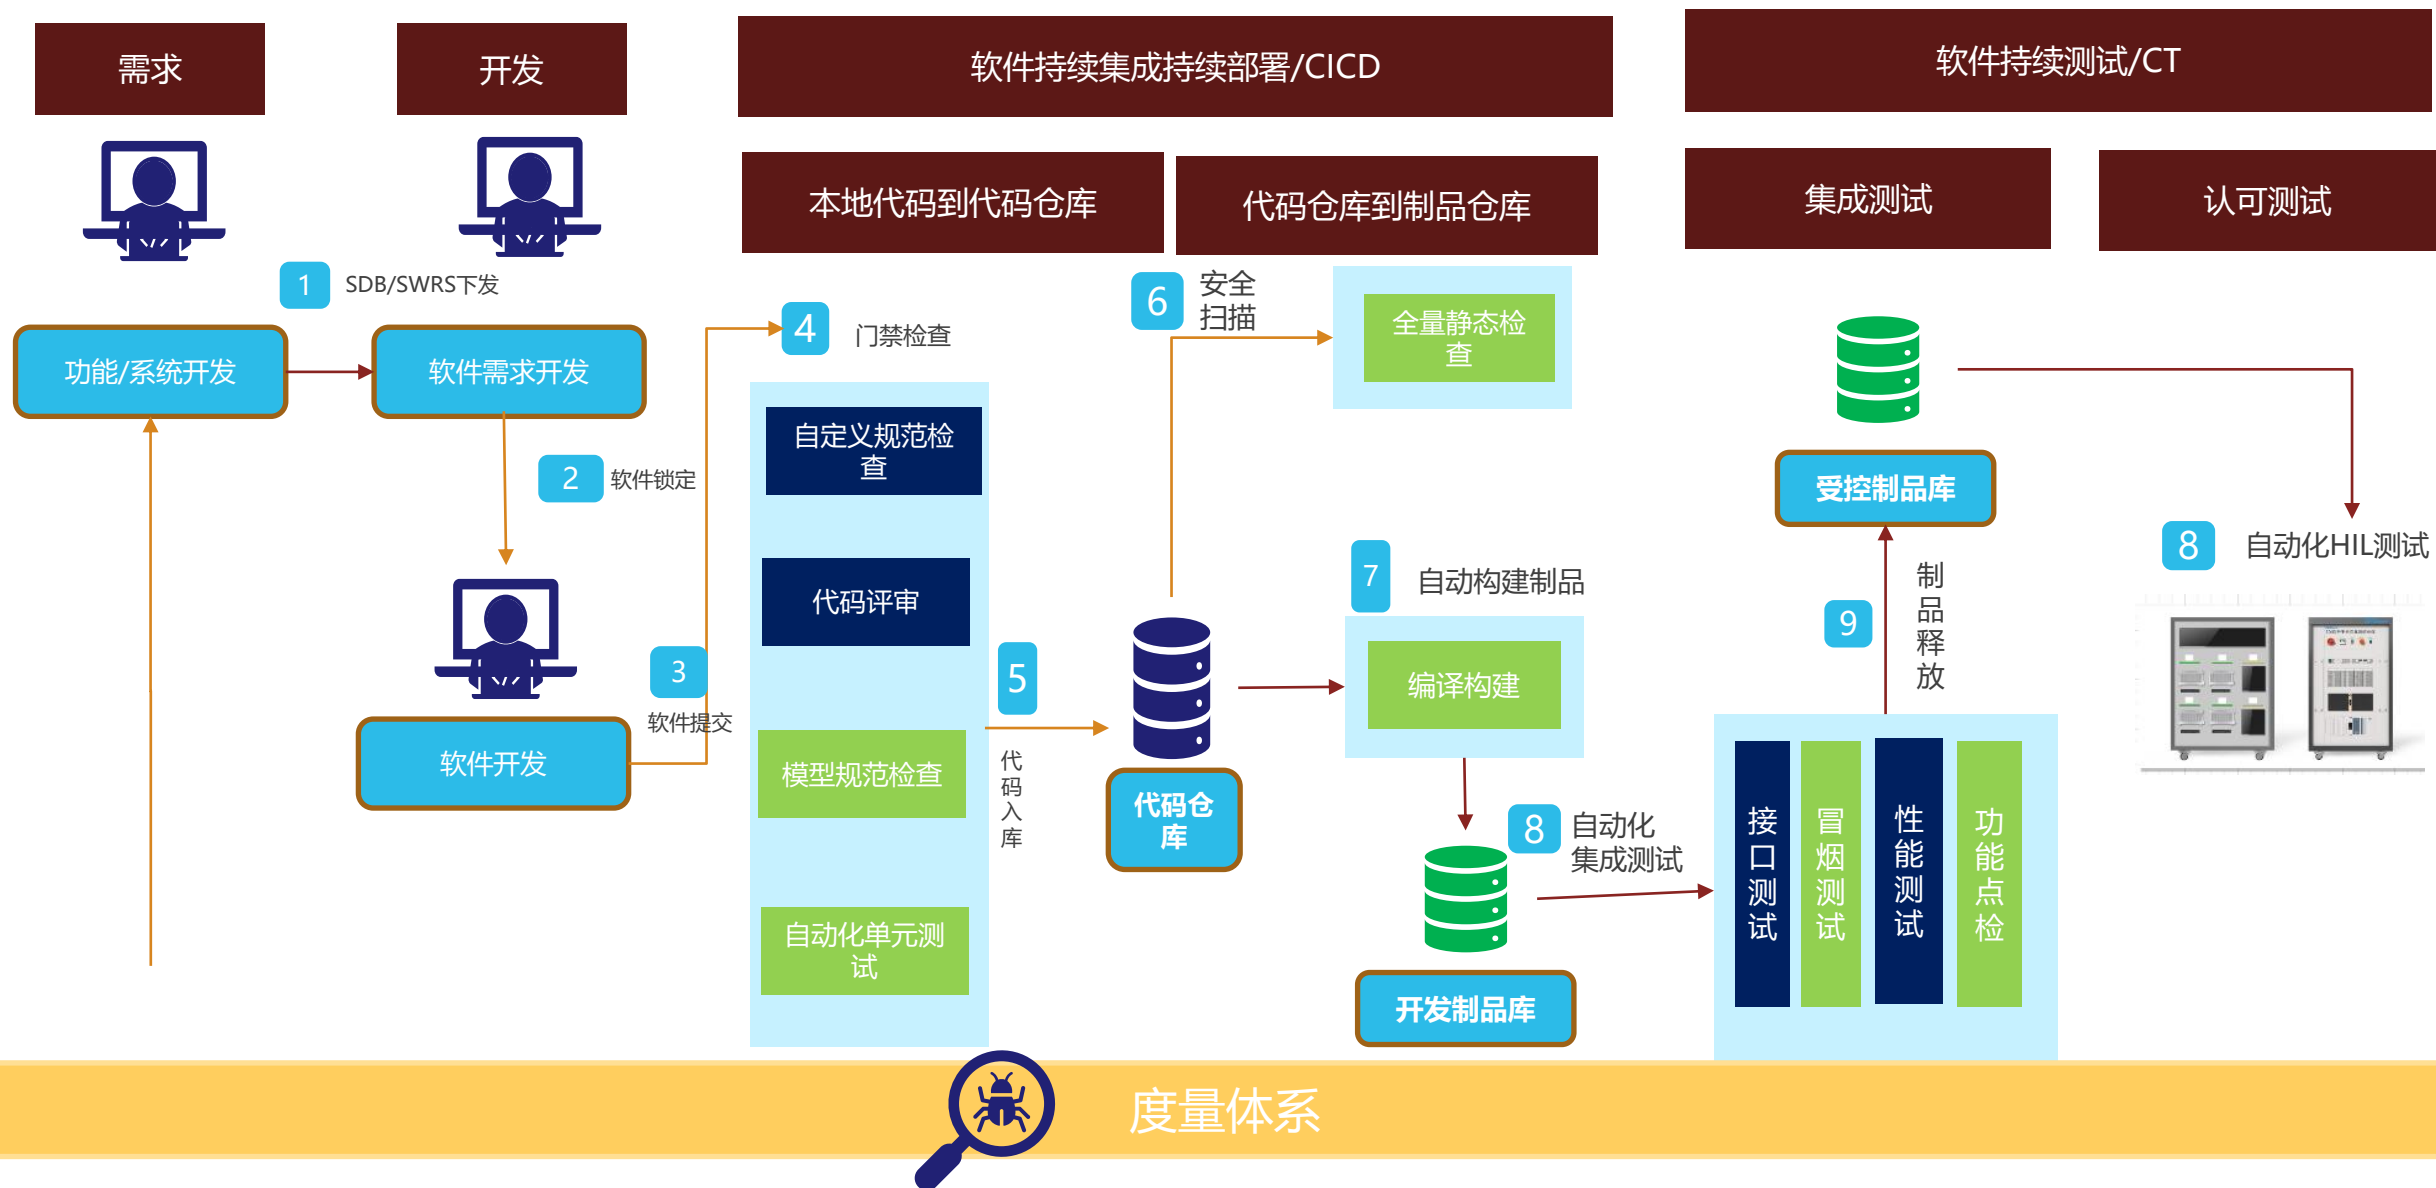 需求
开发
软件持续集成持续部署/CICD
软件持续测试/CT
本地代码到代码仓库
代码仓库到制品仓库
集成测试
认可测试
1
SDB/SWRS下发
功能/系统开发
软件需求开发
2
软件锁定
3
软件提交
软件开发
4
门禁检查
自定义规范检
查
代码评审
模型规范检查
自动化单元测
试
5
代
码
入
库
代码仓
库
6
安全
扫描
全量静态检
查
7
自动构建制品
编译构建
8
自动化
集成测试
开发制品库
受控制品库
9
制
品
释
放
接
口
测
试
冒
烟
测
试
性
能
测
试
功
能
点
检
8
自动化HIL测试
度量体系